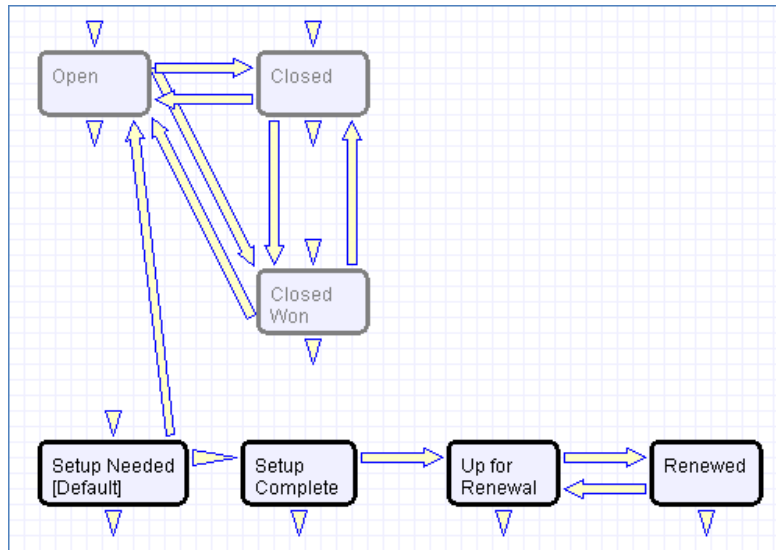 Open
Closed
Closed
Won
Setup Needed
[Default]
Setup
Complete
Up for
Renewal
Renewed